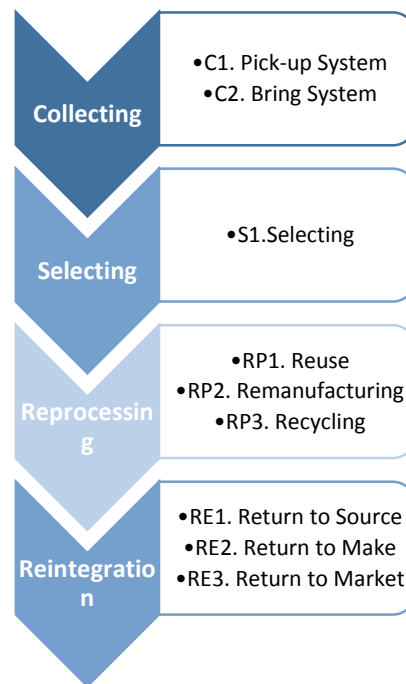 Collecting
•C1. Pick-up System
•C2. Bring System
Selecting
•S1.Selecting
Reprocessin
g
•RP1. Reuse
•RP2. Remanufacturing
•RP3. Recycling
Reintegratio
n
•RE1. Return to Source
•RE2. Return to Make
•RE3. Return to Market